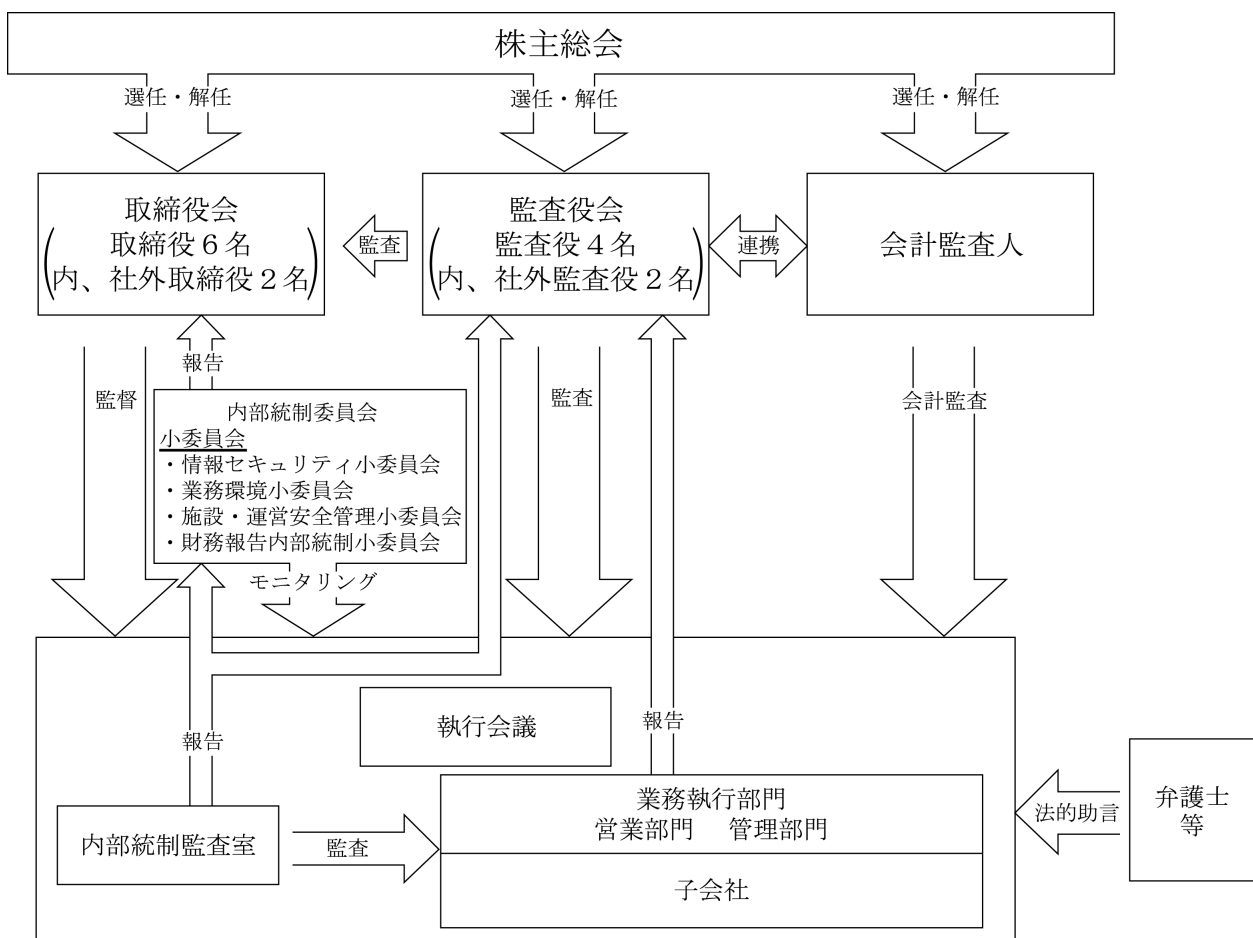 株主総会
選任・解任
選任・解任
選任・解任
取締役会
取締役6名
(内、社外取締役2名)
監査
監査役会
監査役4名
(内、社外監査役2名)
連携
会計監査人
報告
監督
監査
会計監査
内部統制委員会
小委員会
・情報セキュリティ小委員会
・業務環境小委員会
・施設・運営安全管理小委員会
・財務報告内部統制小委員会
モニタリング
執行会議
報告
報告
業務執行部門
営業部門 管理部門
子会社
内部統制監査室
監査
法的助言
弁護士
等